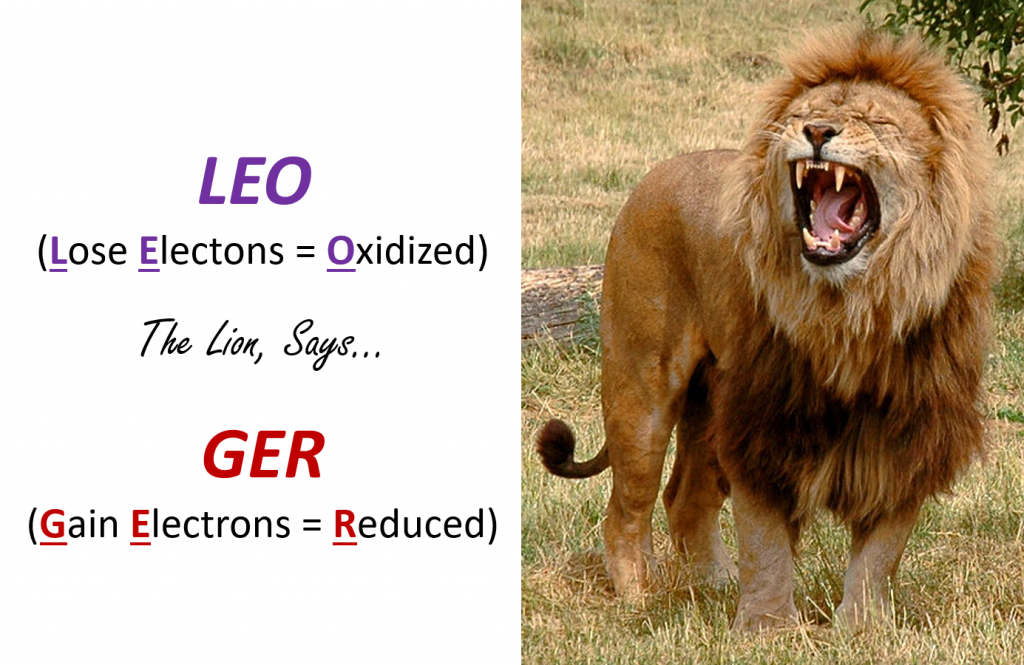 LEO
(Lose Electons = Oxidized)
The Lion, Says...
GER
(Gain Electrons = Reduced)